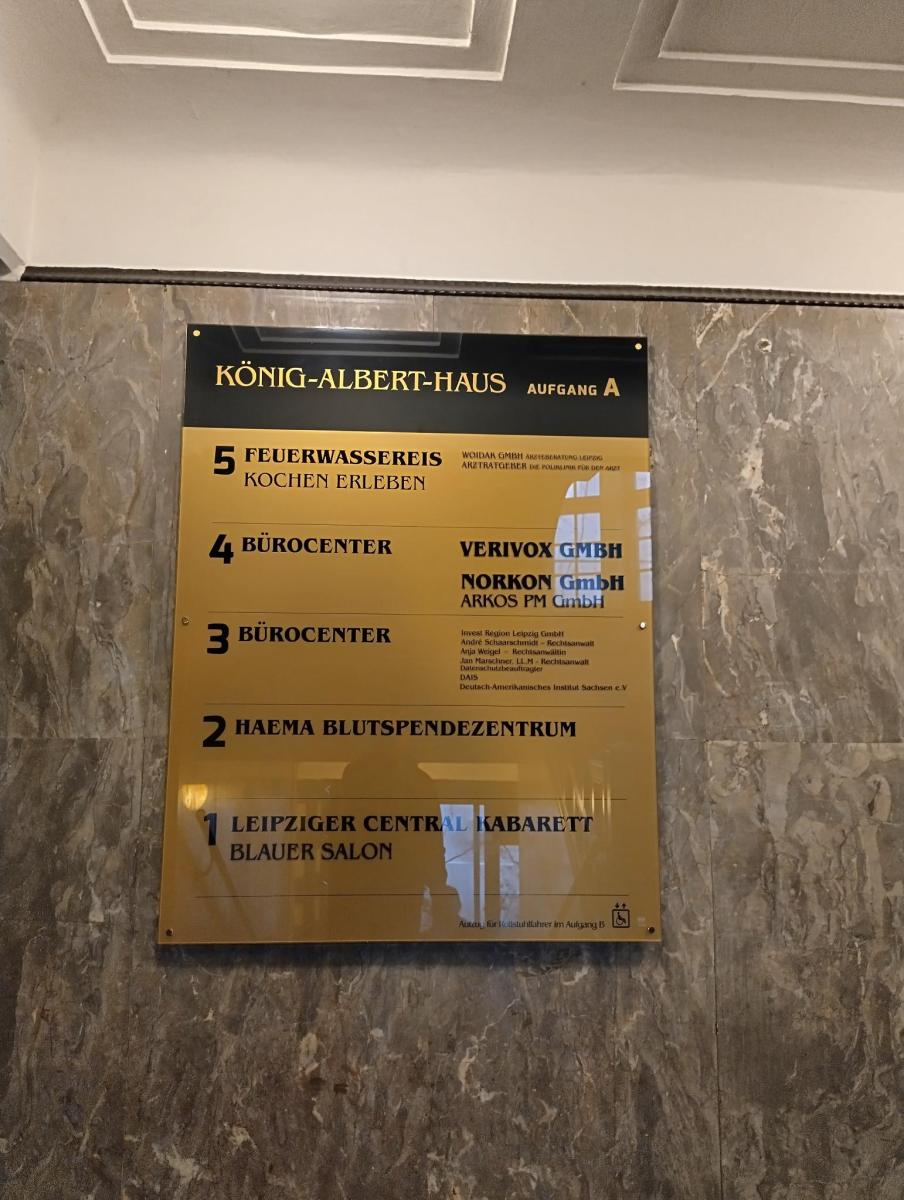 KÖNIG-ALBERT-HAUS AUFGANG A
5 FEUERWASSEREIS
KOCHEN ERLEBEN
WOIDAK GMBH ÄRZTEBERATUNG LEIPZIG
ARZTRATGEBER DIE POLIKLINIK FÜR DEN ARZT
4 BÜROCENTER
VERIVOX GMBH
NORKON GmbH
ARKOS PM GmbH
3 BÜROCENTER
Invest Region Leipzig GmbH
André Schaarschmidt – Rechtsanwalt
Anja Weigel – Rechtsanwältin
Jan Marschner, LL.M - Rechtsanwalt
Datenschutzbeauftragter
DAIS
Deutsch-Amerikanisches Institut Sachsen e.V
2 HAEMA BLUTSPENDEZENTRUM
1 LEIPZIGER CENTRAL KABARETT
BLAUER SALON
Aufzug für Rollstuhlfahrer im Aufgang B